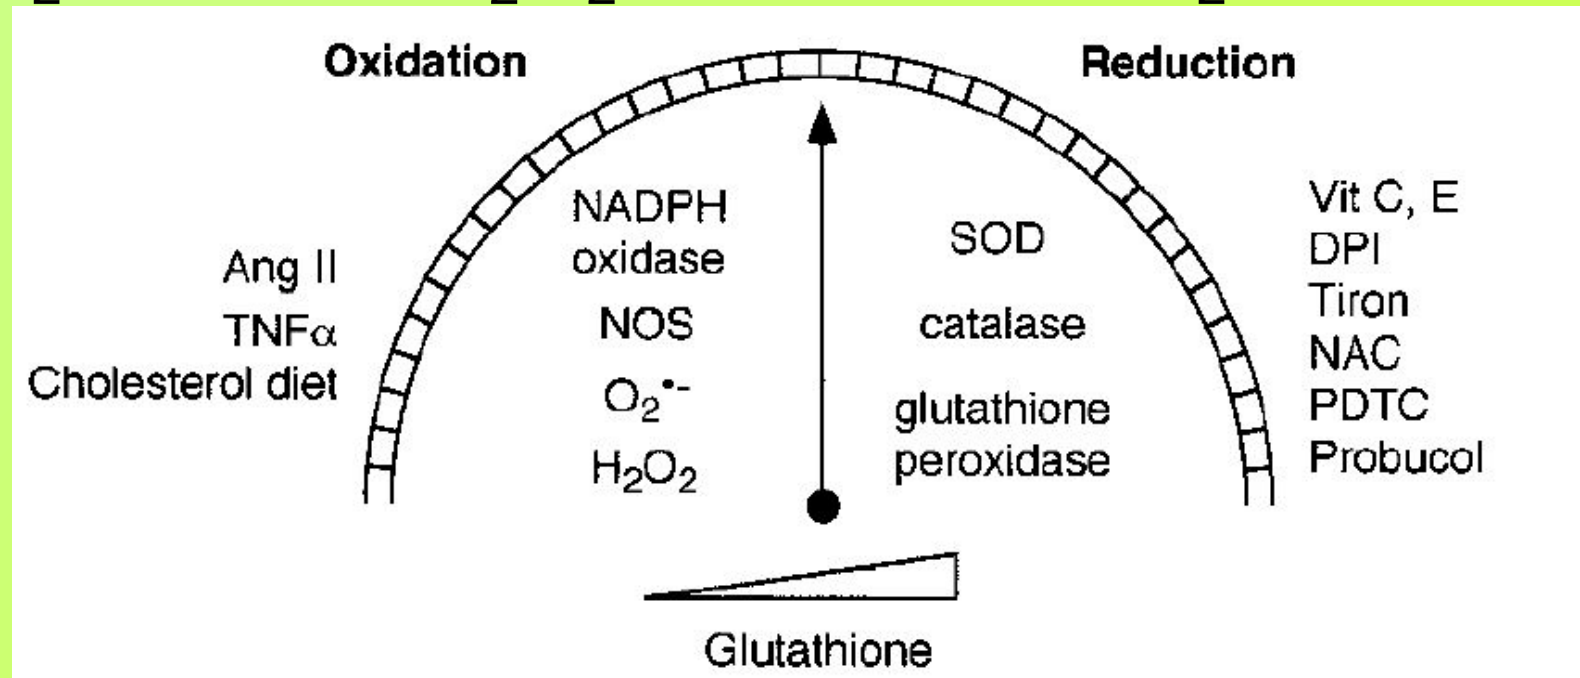 Oxidation
Reduction
Ang II
TNFα
Cholesterol diet
NADPH
oxidase
NOS
O₂•-
H₂O₂
SOD
catalase
glutathione
peroxidase
Vit C, E
DPI
Tiron
NAC
PDTC
Probucol
Glutathione